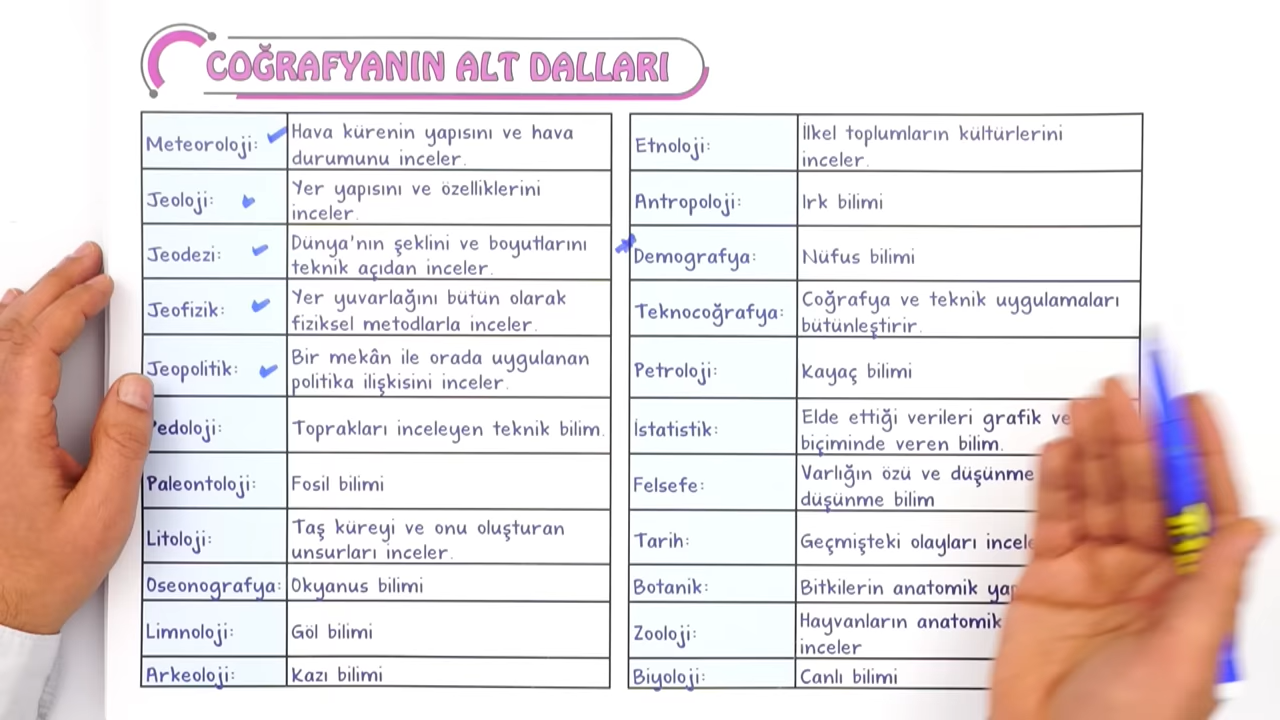 COĞRAFYANIN ALT DALLARI
Meteoroloji:
Hava kürenin yapısını ve hava
durumunu inceler.
Jeoloji:
Yer yapısını ve özelliklerini
inceler.
Jeodezi:
Dünya'nın şeklini ve boyutlarını
teknik açıdan inceler.
Jeofizik:
Yer yuvarlağını bütün olarak
fiziksel metodlarla inceler.
Jeopolitik:
Bir mekân ile orada uygulanan
politika ilişkisini inceler.
Pedoloji:
Toprakları inceleyen teknik bilim.
Paleontoloji:
Fosil bilimi
Litoloji:
Taş küreyi ve onu oluşturan
unsurları inceler.
Oseonografya:
Okyanus bilimi
Limnoloji:
Göl bilimi
Arkeoloji:
Kazı bilimi
Etnoloji:
İlkel toplumların kültürlerini
inceler.
Antropoloji:
Irk bilimi
Demografya:
Nüfus bilimi
Teknocoğrafya:
Coğrafya ve teknik uygulamaları
bütünleştirir.
Petroloji:
Kayaç bilimi
İstatistik:
Elde ettiği verileri grafik ve
biçiminde veren bilim.
Felsefe:
Varlığın özü ve düşünme
düşünme bilim
Tarih:
Geçmişteki olayları
Botanik:
Bitkilerin anatomik
Zooloji:
Hayvanların anatomik
inceler
Biyoloji:
Canlı bilimi